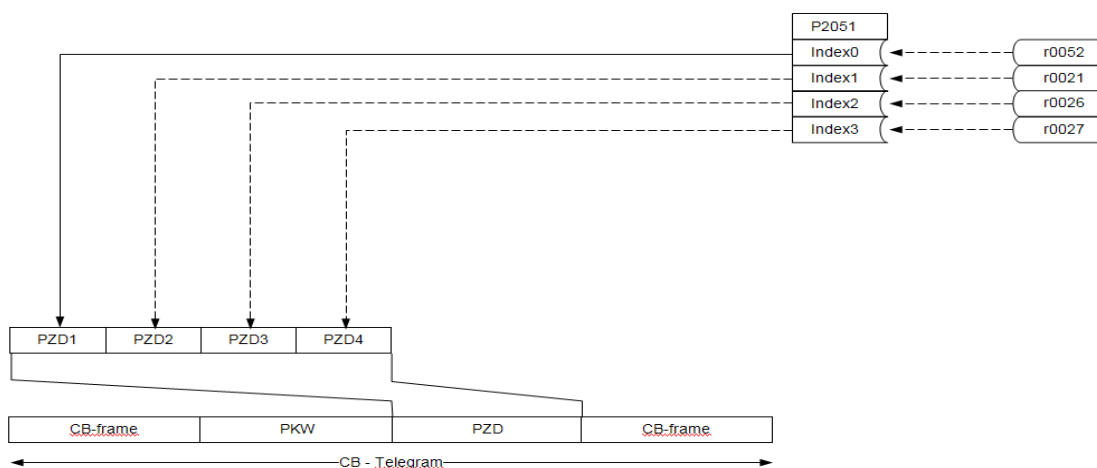 P2051
Index0 r0052
Index1 r0021
Index2 r0026
Index3 r0027
PZD1 PZD2 PZD3 PZD4
CB-frame PKW PZD CB-frame
CB - Telegram